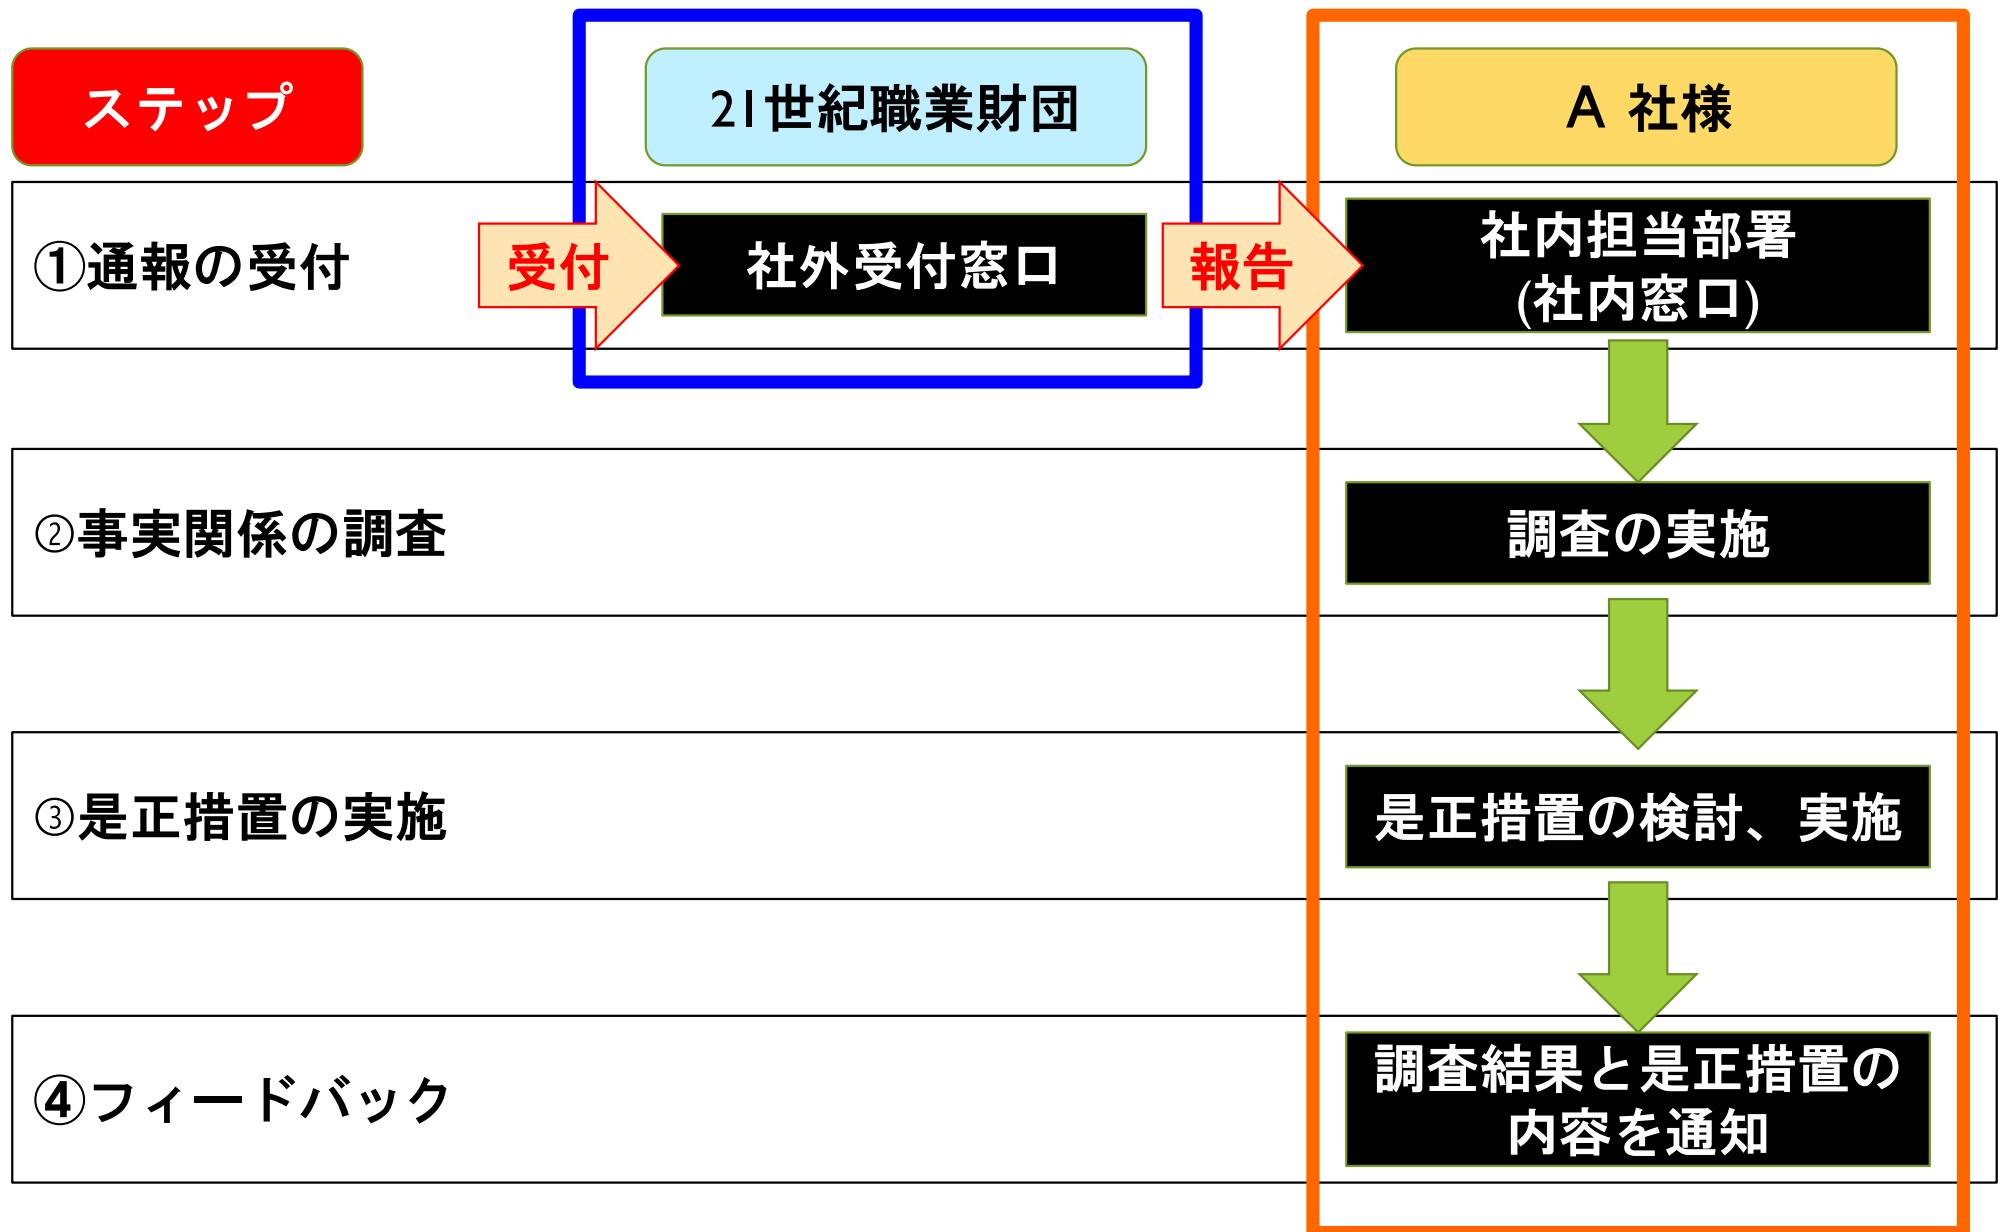 ステップ
21世紀職業財団
A 社様
①通報の受付
受付
社外受付窓口
報告
社内担当部署
(社内窓口)
②事実関係の調査
調査の実施
③是正措置の実施
是正措置の検討、実施
④フィードバック
調査結果と是正措置の
内容を通知